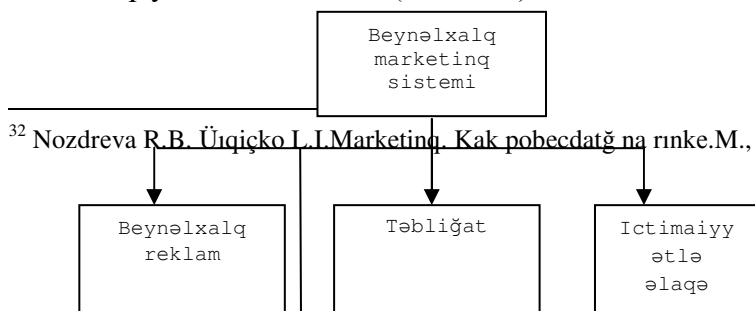 Beynəlxalq
marketinq
sistemi
³² Nozdreva R.B. Üıqiçko L.I.Marketinq. Kak pobecdatğ na rınke.M.,
Beynəlxalq
reklam
Təbliğat
Ictimaiyy
ətlə
əlaqə